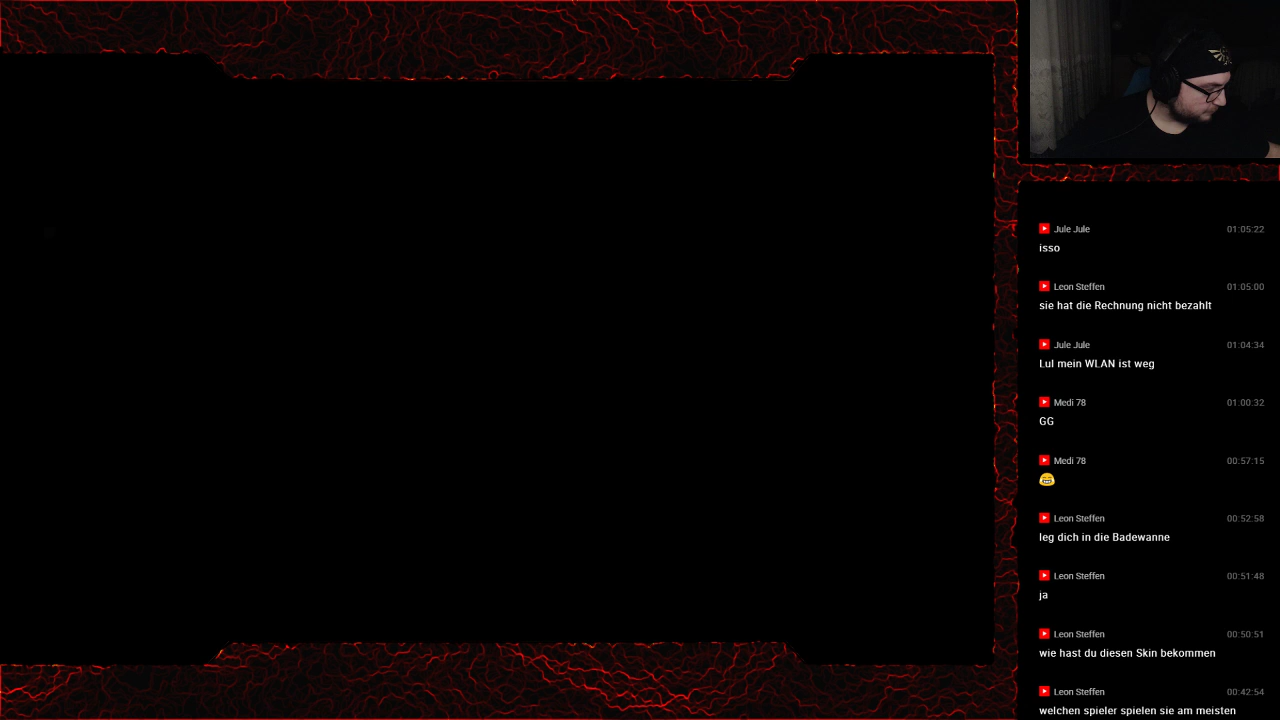 Jule Jule 01:05:22
isso
Leon Steffen 01:05:00
sie hat die Rechnung nicht bezahlt
Jule Jule 01:04:34
Lul mein WLAN ist weg
Medi 78 01:00:32
GG
Medi 78 00:57:15
😂
Leon Steffen 00:52:58
leg dich in die Badewanne
Leon Steffen 00:51:48
ja
Leon Steffen 00:50:51
wie hast du diesen Skin bekommen
Leon Steffen 00:42:54
welchen spieler spielen sie am meisten